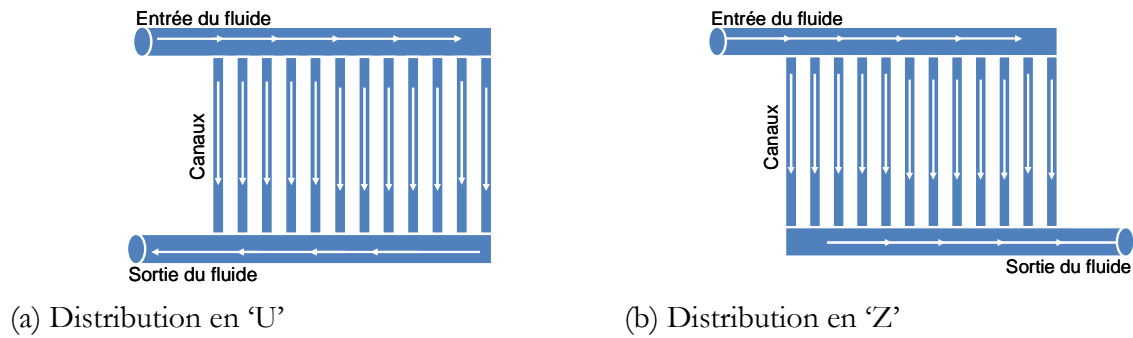 Entrée du fluide
Canaux
Sortie du fluide
(a) Distribution en ‘U’
Entrée du fluide
Canaux
Sortie du fluide
(b) Distribution en ‘Z’